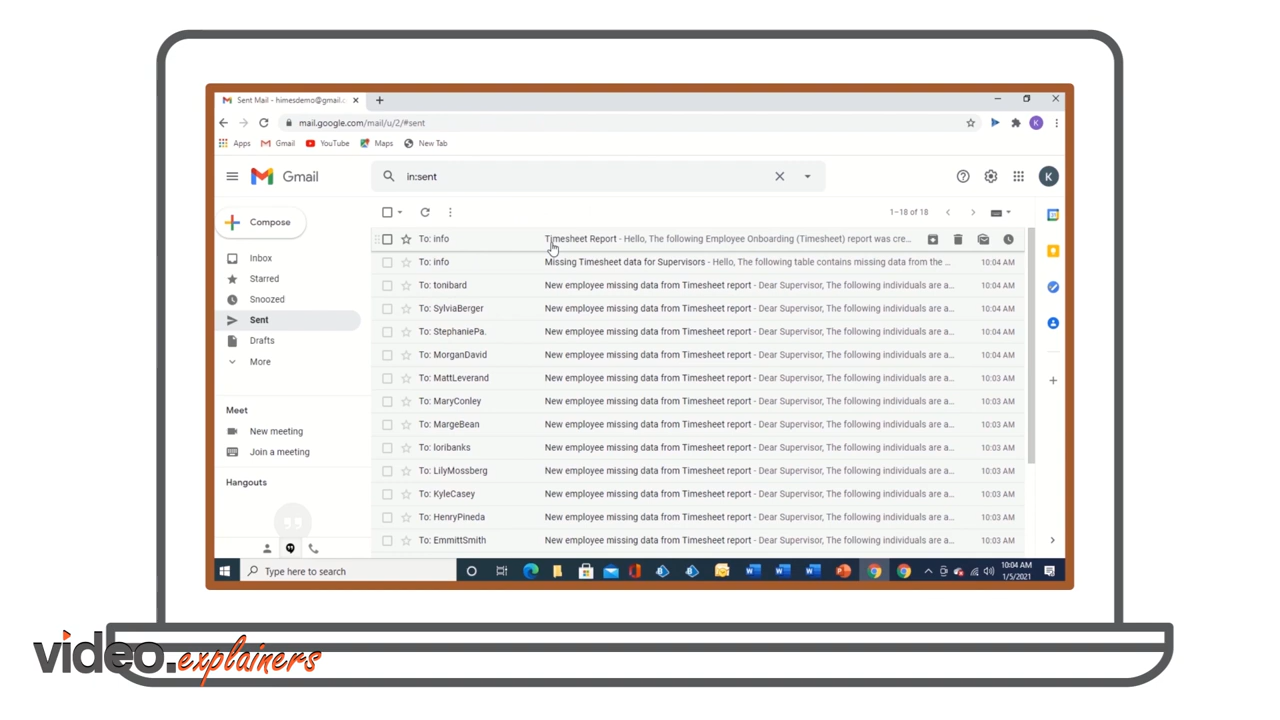 Sent Mail - himesdemo@gmail.c
mail.google.com/mail/u/2/#sent
K
Apps Gmail YouTube Maps New Tab
Gmail in:sent K
Compose 1–18 of 18
Inbox
Starred
Snoozed
Sent
Drafts
More
Meet
New meeting
Join a meeting
Hangouts
To: info Timesheet Report - Hello, The following Employee Onboarding (Timesheet) report was cre...
To: info Missing Timesheet data for Supervisors - Hello, The following table contains missing data from the ... 10:04 AM
To: tonibard New employee missing data from Timesheet report - Dear Supervisor, The following individuals are a... 10:04 AM
To: SylviaBerger New employee missing data from Timesheet report - Dear Supervisor, The following individuals are a... 10:04 AM
To: StephaniePa. New employee missing data from Timesheet report - Dear Supervisor, The following individuals are a... 10:04 AM
To: MorganDavid New employee missing data from Timesheet report - Dear Supervisor, The following individuals are a... 10:04 AM
To: MattLeverand New employee missing data from Timesheet report - Dear Supervisor, The following individuals are a... 10:03 AM
To: MaryConley New employee missing data from Timesheet report - Dear Supervisor, The following individuals are a... 10:03 AM
To: MargeBean New employee missing data from Timesheet report - Dear Supervisor, The following individuals are a... 10:03 AM
To: loribanks New employee missing data from Timesheet report - Dear Supervisor, The following individuals are a... 10:03 AM
To: LilyMossberg New employee missing data from Timesheet report - Dear Supervisor, The following individuals are a... 10:03 AM
To: KyleCasey New employee missing data from Timesheet report - Dear Supervisor, The following individuals are a... 10:03 AM
To: HenryPineda New employee missing data from Timesheet report - Dear Supervisor, The following individuals are a... 10:03 AM
To: EmmittSmith New employee missing data from Timesheet report - Dear Supervisor, The following individuals are a... 10:03 AM
Type here to search
10:04 AM
1/5/2021
video.explainers